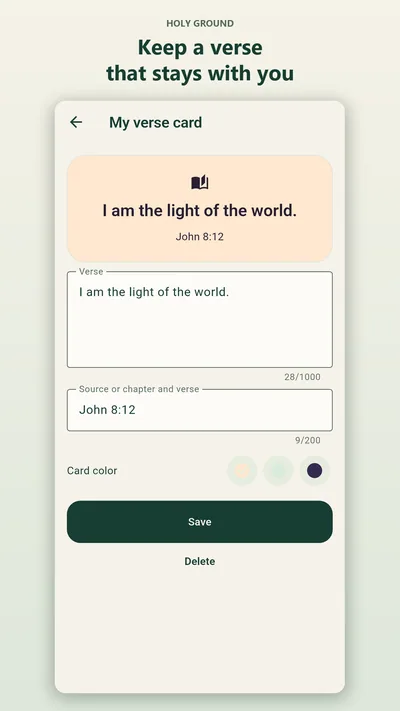 HOLY GROUND
Keep a verse
that stays with you
My verse card
I am the light of the world.
John 8:12
Verse
I am the light of the world.
28/1000
Source or chapter and verse
John 8:12
9/200
Card color
Save
Delete